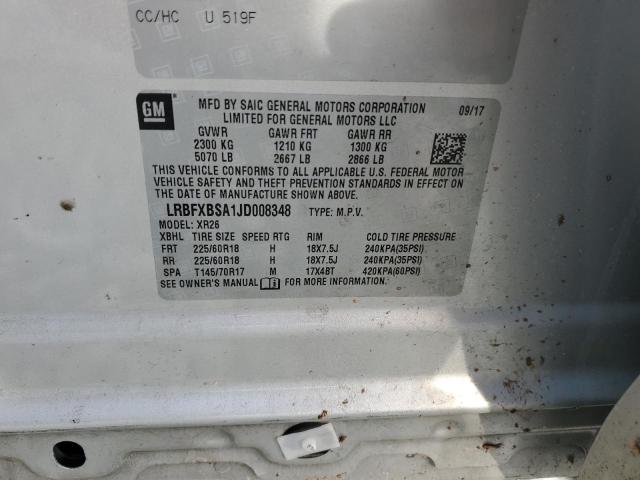 CC/HC U 519F
GM MFD BY SAIC GENERAL MOTORS CORPORATION 09/17
LIMITED FOR GENERAL MOTORS LLC
GVWR GAWR FRT GAWR RR
2300 KG 1210 KG 1300 KG
5070 LB 2667 LB 2866 LB
THIS VEHICLE CONFORMS TO ALL APPLICABLE U.S. FEDERAL MOTOR
VEHICLE SAFETY AND THEFT PREVENTION STANDARDS IN EFFECT ON
THE DATE OF MANUFACTURE SHOWN ABOVE.
LRBFXBSA1JD008348 TYPE: M.P.V.
MODEL: XR26
XBHL TIRE SIZE SPEED RTG RIM COLD TIRE PRESSURE
FRT 225/60R18 H 18X7.5J 240KPA(35PSI)
RR 225/60R18 H 18X7.5J 240KPA(35PSI)
SPA T145/70R17 M 17X4BT 420KPA(60PSI)
SEE OWNER'S MANUAL FOR MORE INFORMATION.